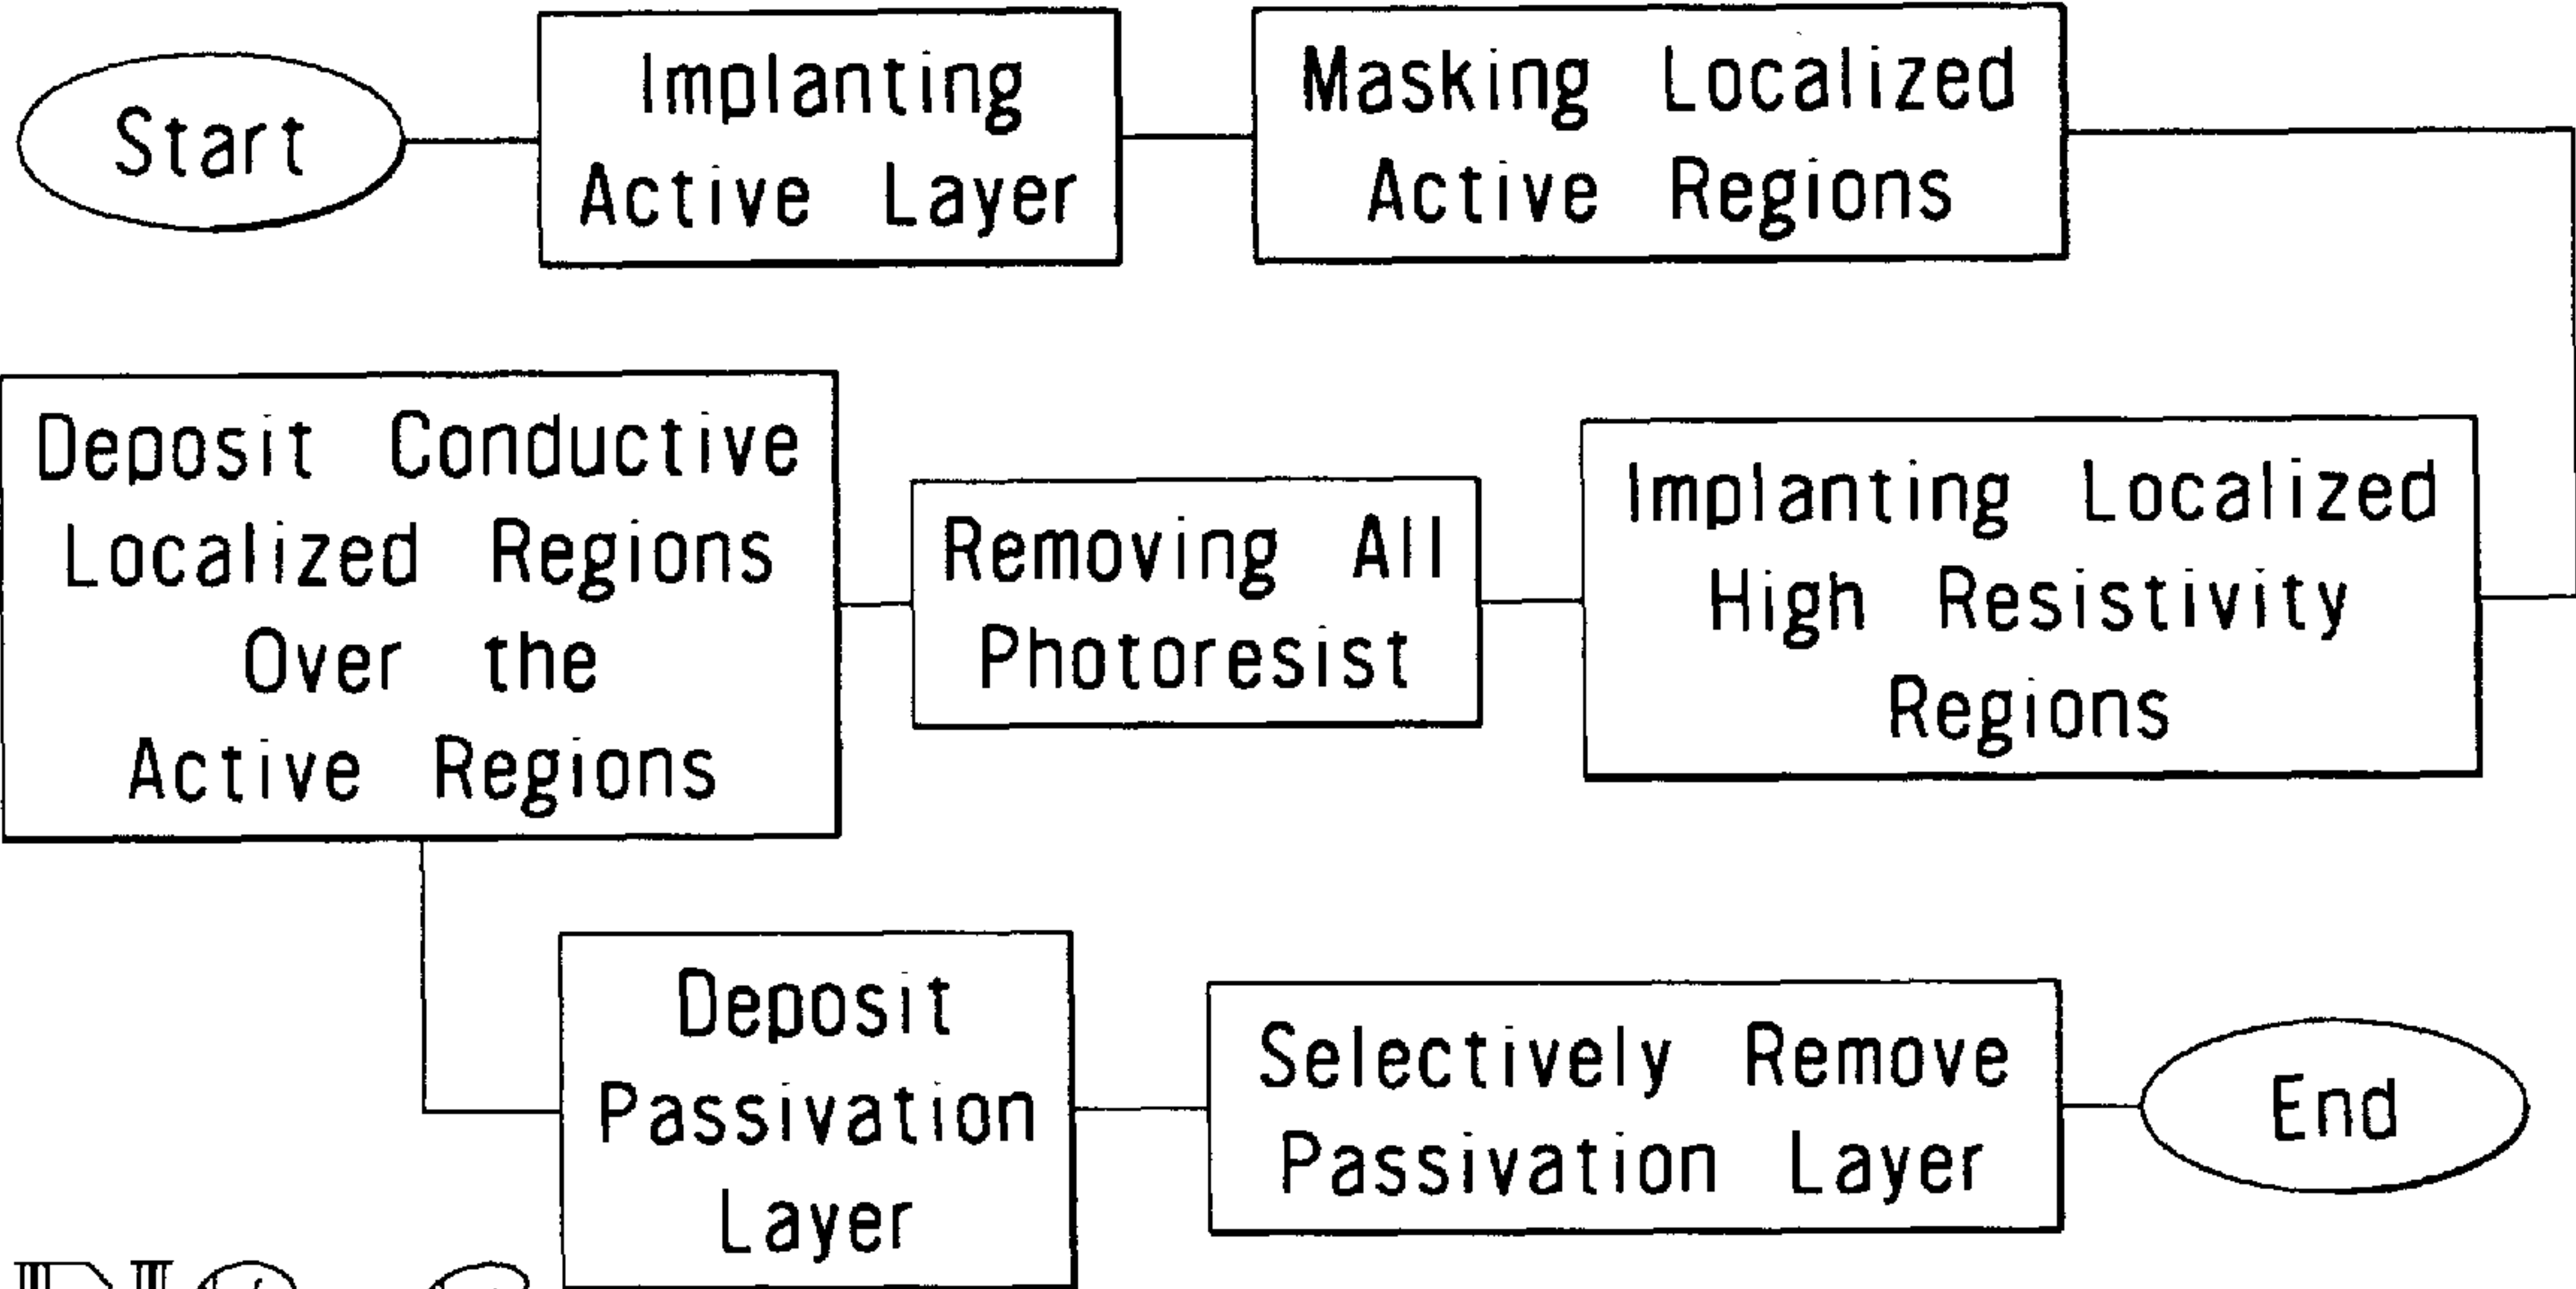 Start
Implanting
Active Layer
Masking Localized
Active Regions
Implanting Localized
High Resistivity
Regions
Removing All
Photoresist
Deposit Conductive
Localized Regions
Over the
Active Regions
Deposit
Passivation
Layer
Selectively Remove
Passivation Layer
End